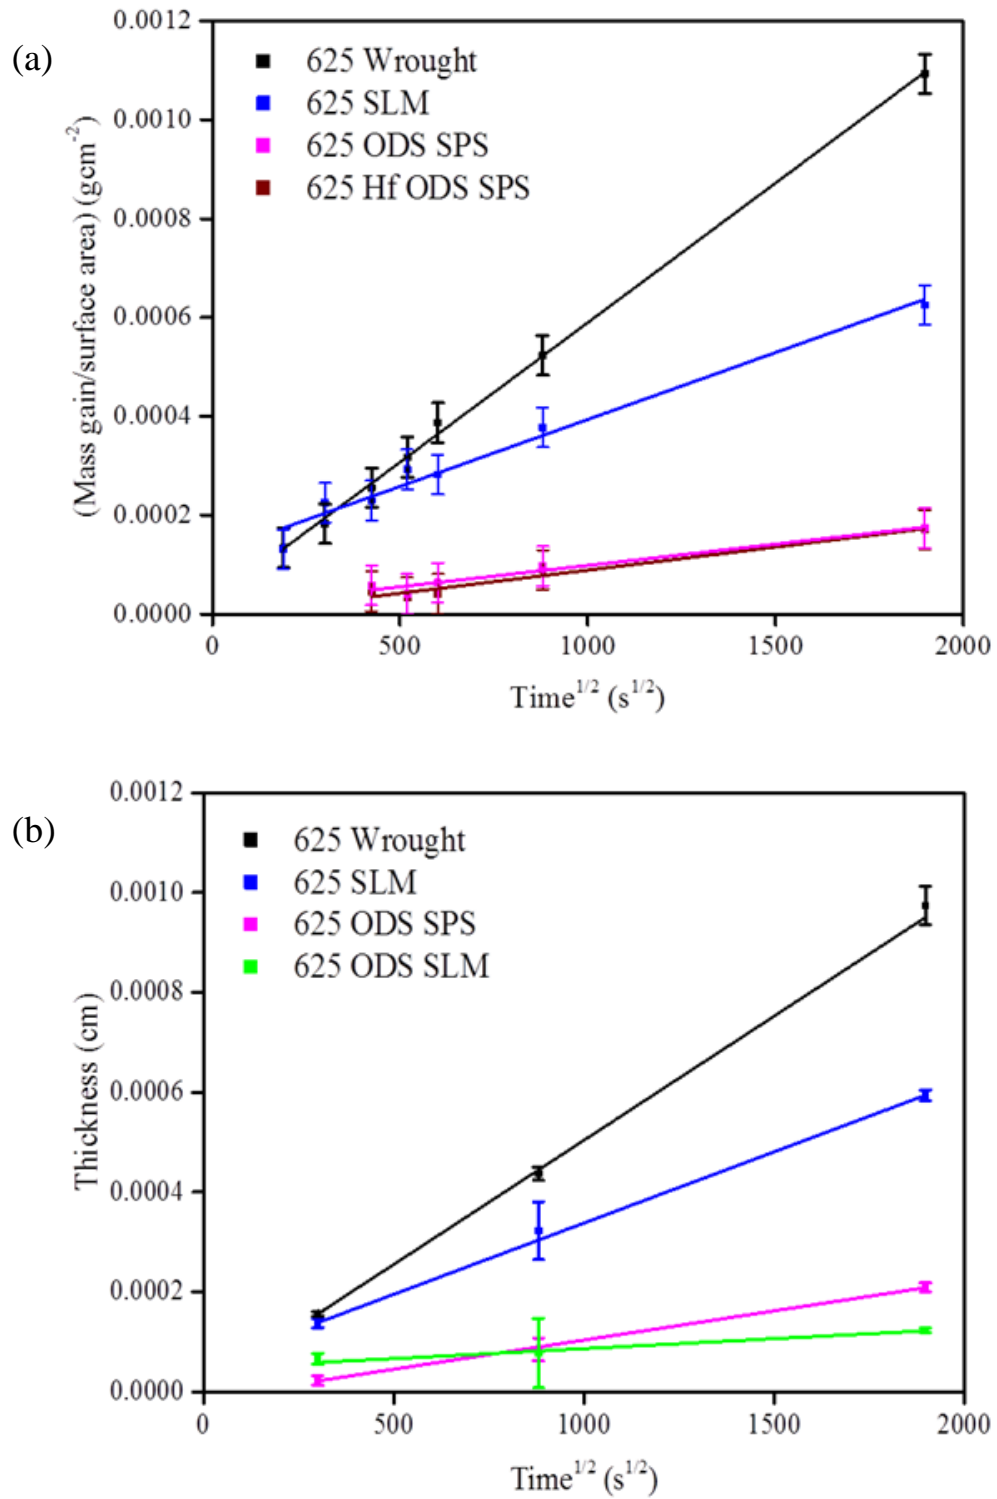 (a)
0.0012
0.0010
0.0008
0.0006
0.0004
0.0002
0.0000
(Mass gain/surface area) (gcm⁻²)
625 Wrought
625 SLM
625 ODS SPS
625 Hf ODS SPS
0 500 1000 1500 2000
Time¹/² (s¹/²)
(b)
0.0012
0.0010
0.0008
0.0006
0.0004
0.0002
0.0000
Thickness (cm)
625 Wrought
625 SLM
625 ODS SPS
625 ODS SLM
0 500 1000 1500 2000
Time¹/² (s¹/²)